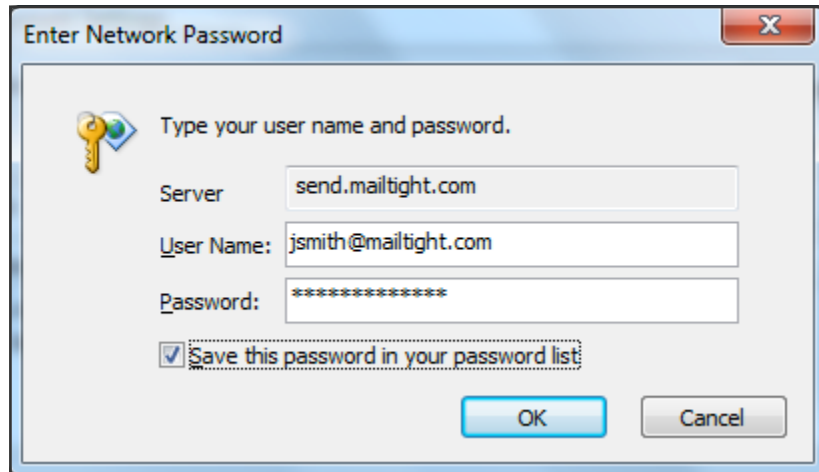 Enter Network Password
Type your user name and password.
Server send.mailtight.com
User Name: jsmith@mailtight.com
Password: *************
Save this password in your password list
OK Cancel